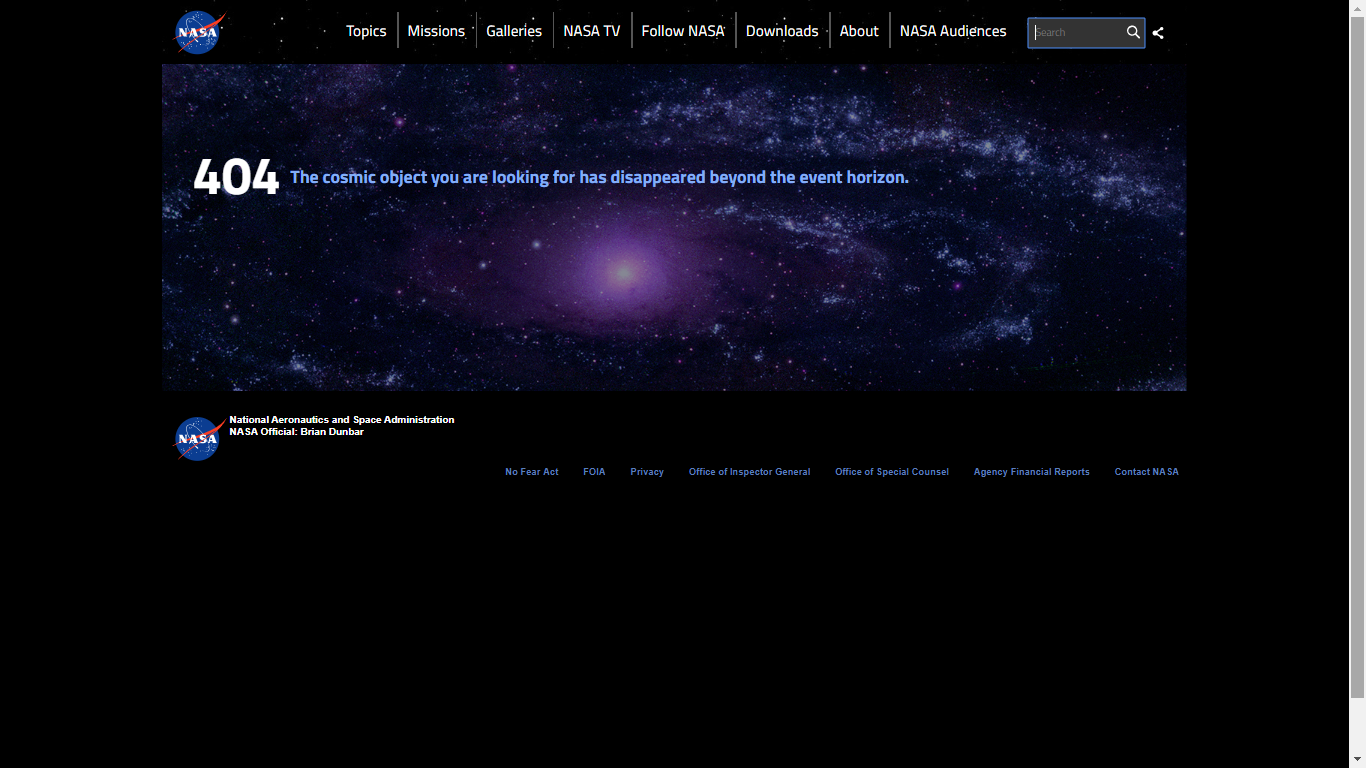 NASA
Topics
Missions
Galleries
NASA TV
Follow NASA
Downloads
About
NASA Audiences
Search
404
The cosmic object you are looking for has disappeared beyond the event horizon.
NASA
National Aeronautics and Space Administration
NASA Official: Brian Dunbar
No Fear Act
FOIA
Privacy
Office of Inspector General
Office of Special Counsel
Agency Financial Reports
Contact NASA